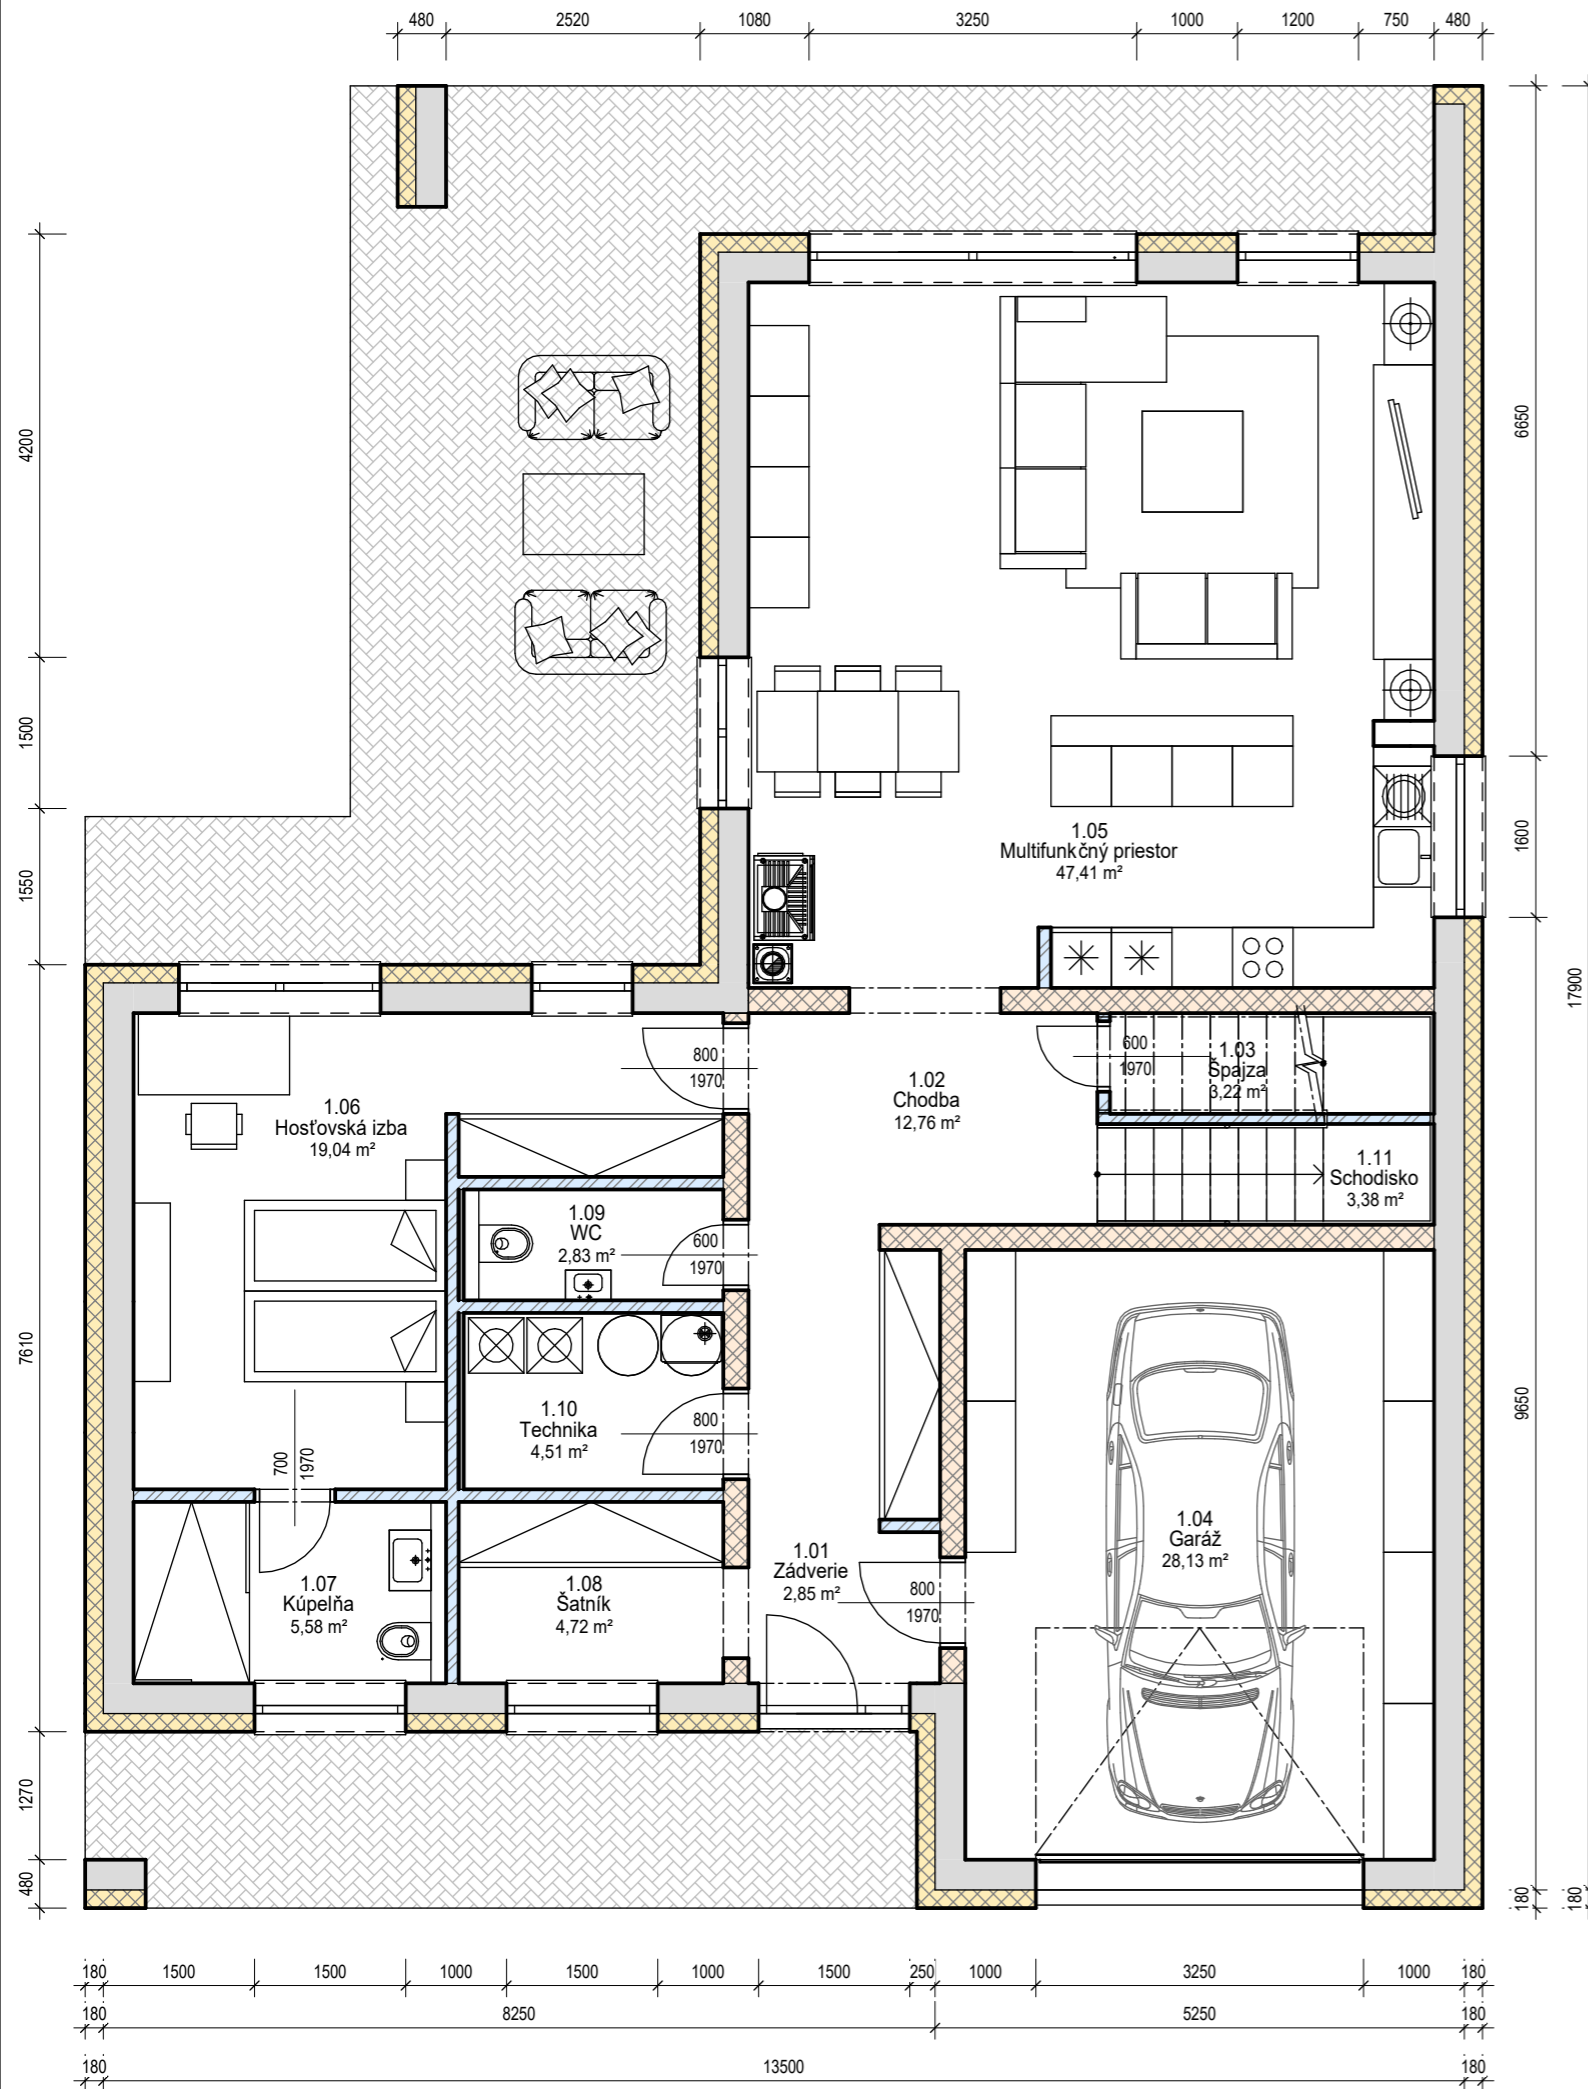 480 2520 1080 3250 1000 1200 750 480
4200
1500
1550
7610
1270
480
6650
1600
9650
180
17900
180
1.05
Multifunkčný priestor
47,41 m²
800
1970
1.06
Hosťovská izba
19,04 m²
1.02
Chodba
12,76 m²
600
1970
1.03
Špajza
3,22 m²
1.11
Schodisko
3,38 m²
1.09
WC
2,83 m²
600
1970
1.10
Technika
4,51 m²
800
1970
700
1970
1.07
Kúpelňa
5,58 m²
1.08
Šatník
4,72 m²
1.01
Zádverie
2,85 m²
800
1970
1.04
Garáž
28,13 m²
180 1500 1500 1000 1500 1000 1500 250 1000 3250 1000 180
180 8250 5250 180
180 13500 180